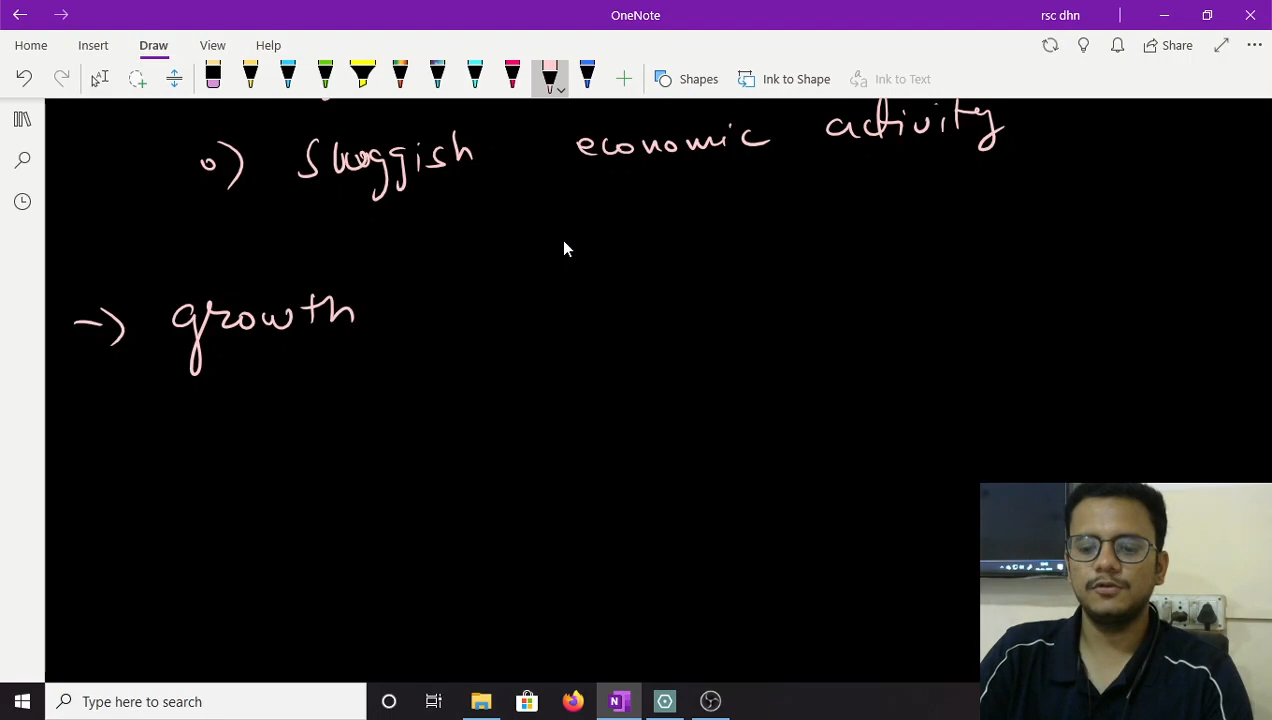 OneNote
rsc dhn
Home Insert Draw View Help
Share
Shapes
Ink to Shape
Ink to Text
o) Sluggish economic activity
-> growth
Type here to search